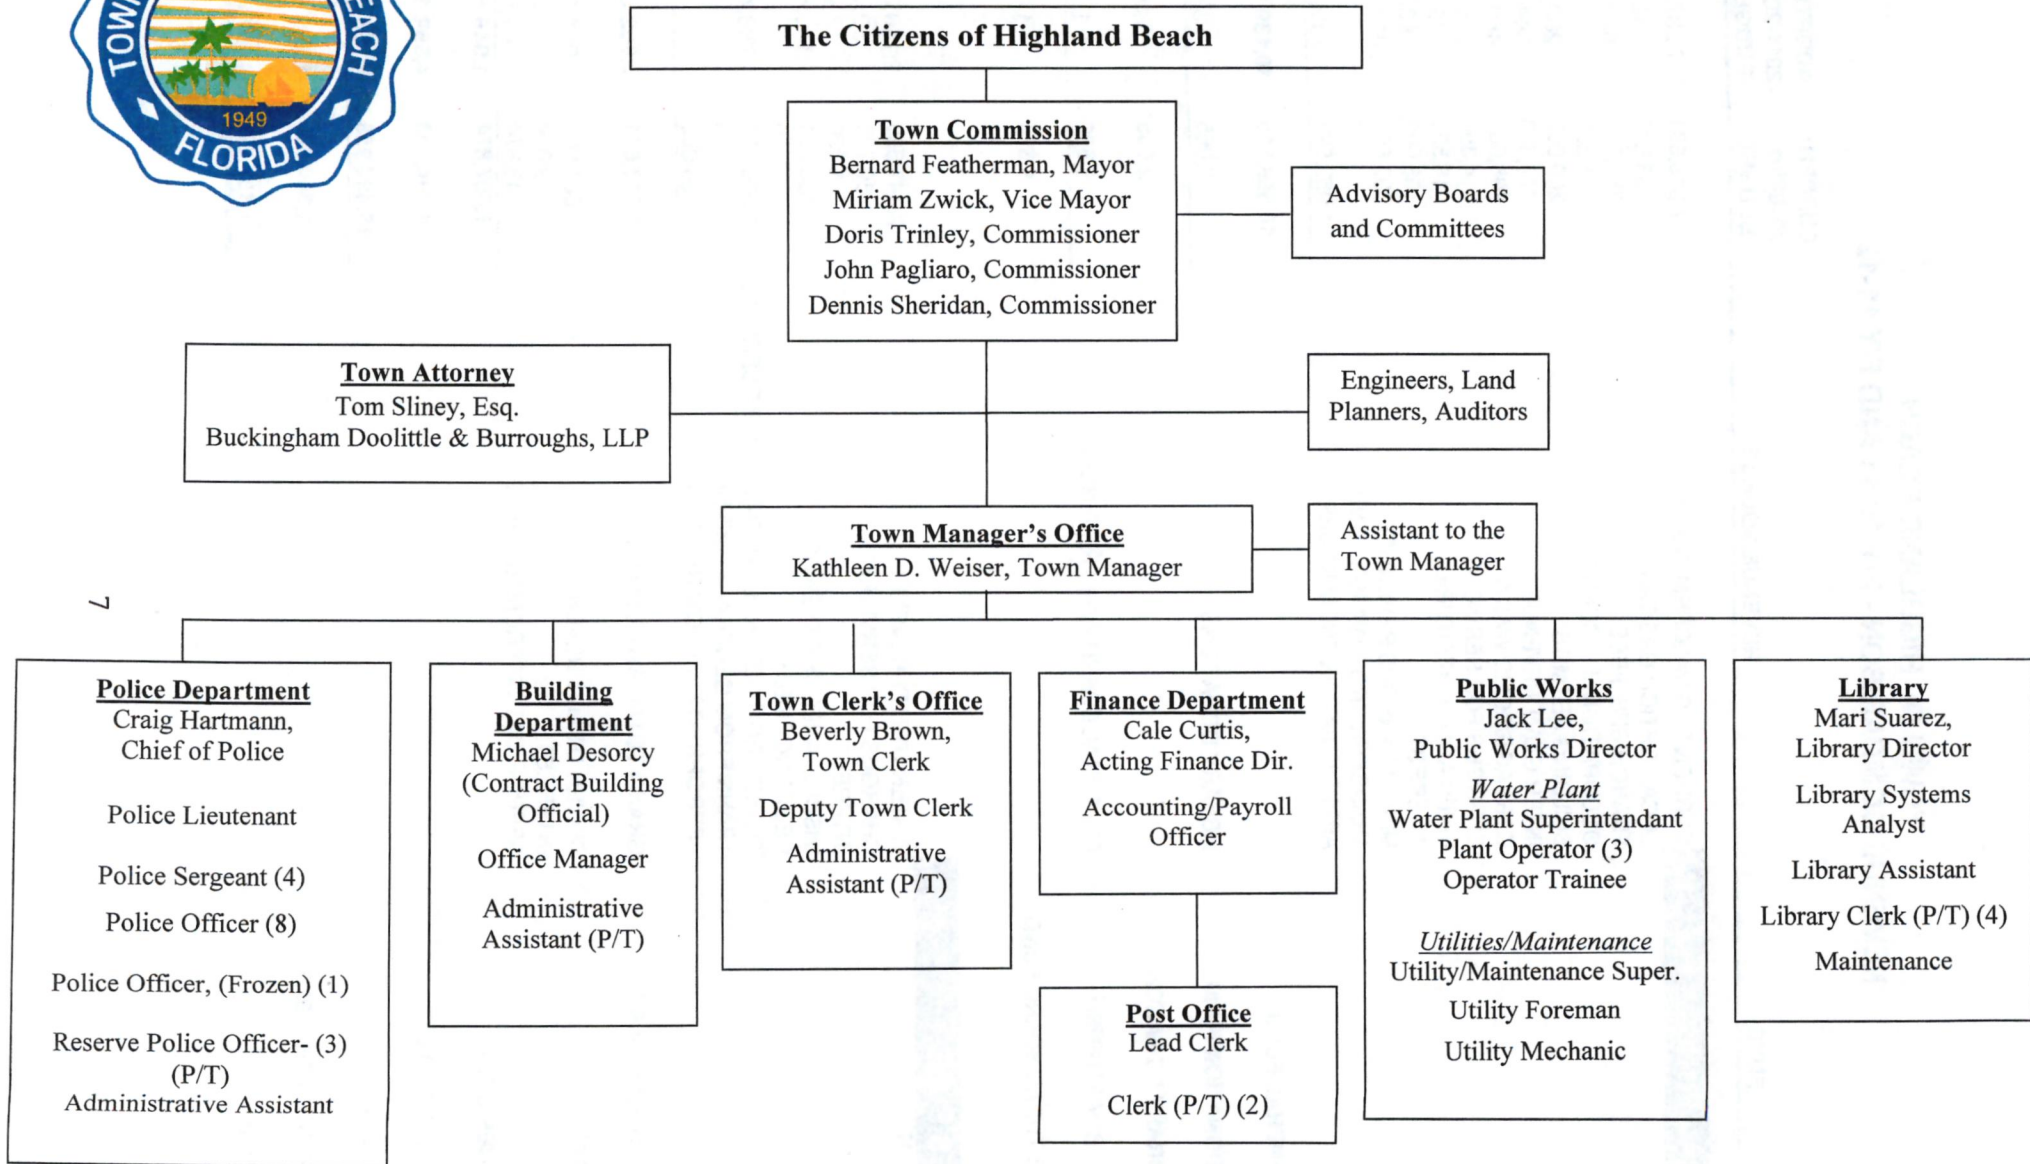 TOW
EACH
1949
FLORIDA
The Citizens of Highland Beach
Town Commission
Bernard Featherman, Mayor
Miriam Zwick, Vice Mayor
Doris Trinley, Commissioner
John Pagliaro, Commissioner
Dennis Sheridan, Commissioner
Advisory Boards
and Committees
Town Attorney
Tom Sliney, Esq.
Buckingham Doolittle & Burroughs, LLP
Engineers, Land
Planners, Auditors
Town Manager's Office
Kathleen D. Weiser, Town Manager
Assistant to the
Town Manager
7
Police Department
Craig Hartmann,
Chief of Police
Police Lieutenant
Police Sergeant (4)
Police Officer (8)
Police Officer, (Frozen) (1)
Reserve Police Officer- (3)
(P/T)
Administrative Assistant
Building
Department
Michael Desorcy
(Contract Building
Official)
Office Manager
Administrative
Assistant (P/T)
Town Clerk's Office
Beverly Brown,
Town Clerk
Deputy Town Clerk
Administrative
Assistant (P/T)
Finance Department
Cale Curtis,
Acting Finance Dir.
Accounting/Payroll
Officer
Post Office
Lead Clerk
Clerk (P/T) (2)
Public Works
Jack Lee,
Public Works Director
Water Plant
Water Plant Superintendant
Plant Operator (3)
Operator Trainee
Utilities/Maintenance
Utility/Maintenance Super.
Utility Foreman
Utility Mechanic
Library
Mari Suarez,
Library Director
Library Systems
Analyst
Library Assistant
Library Clerk (P/T) (4)
Maintenance